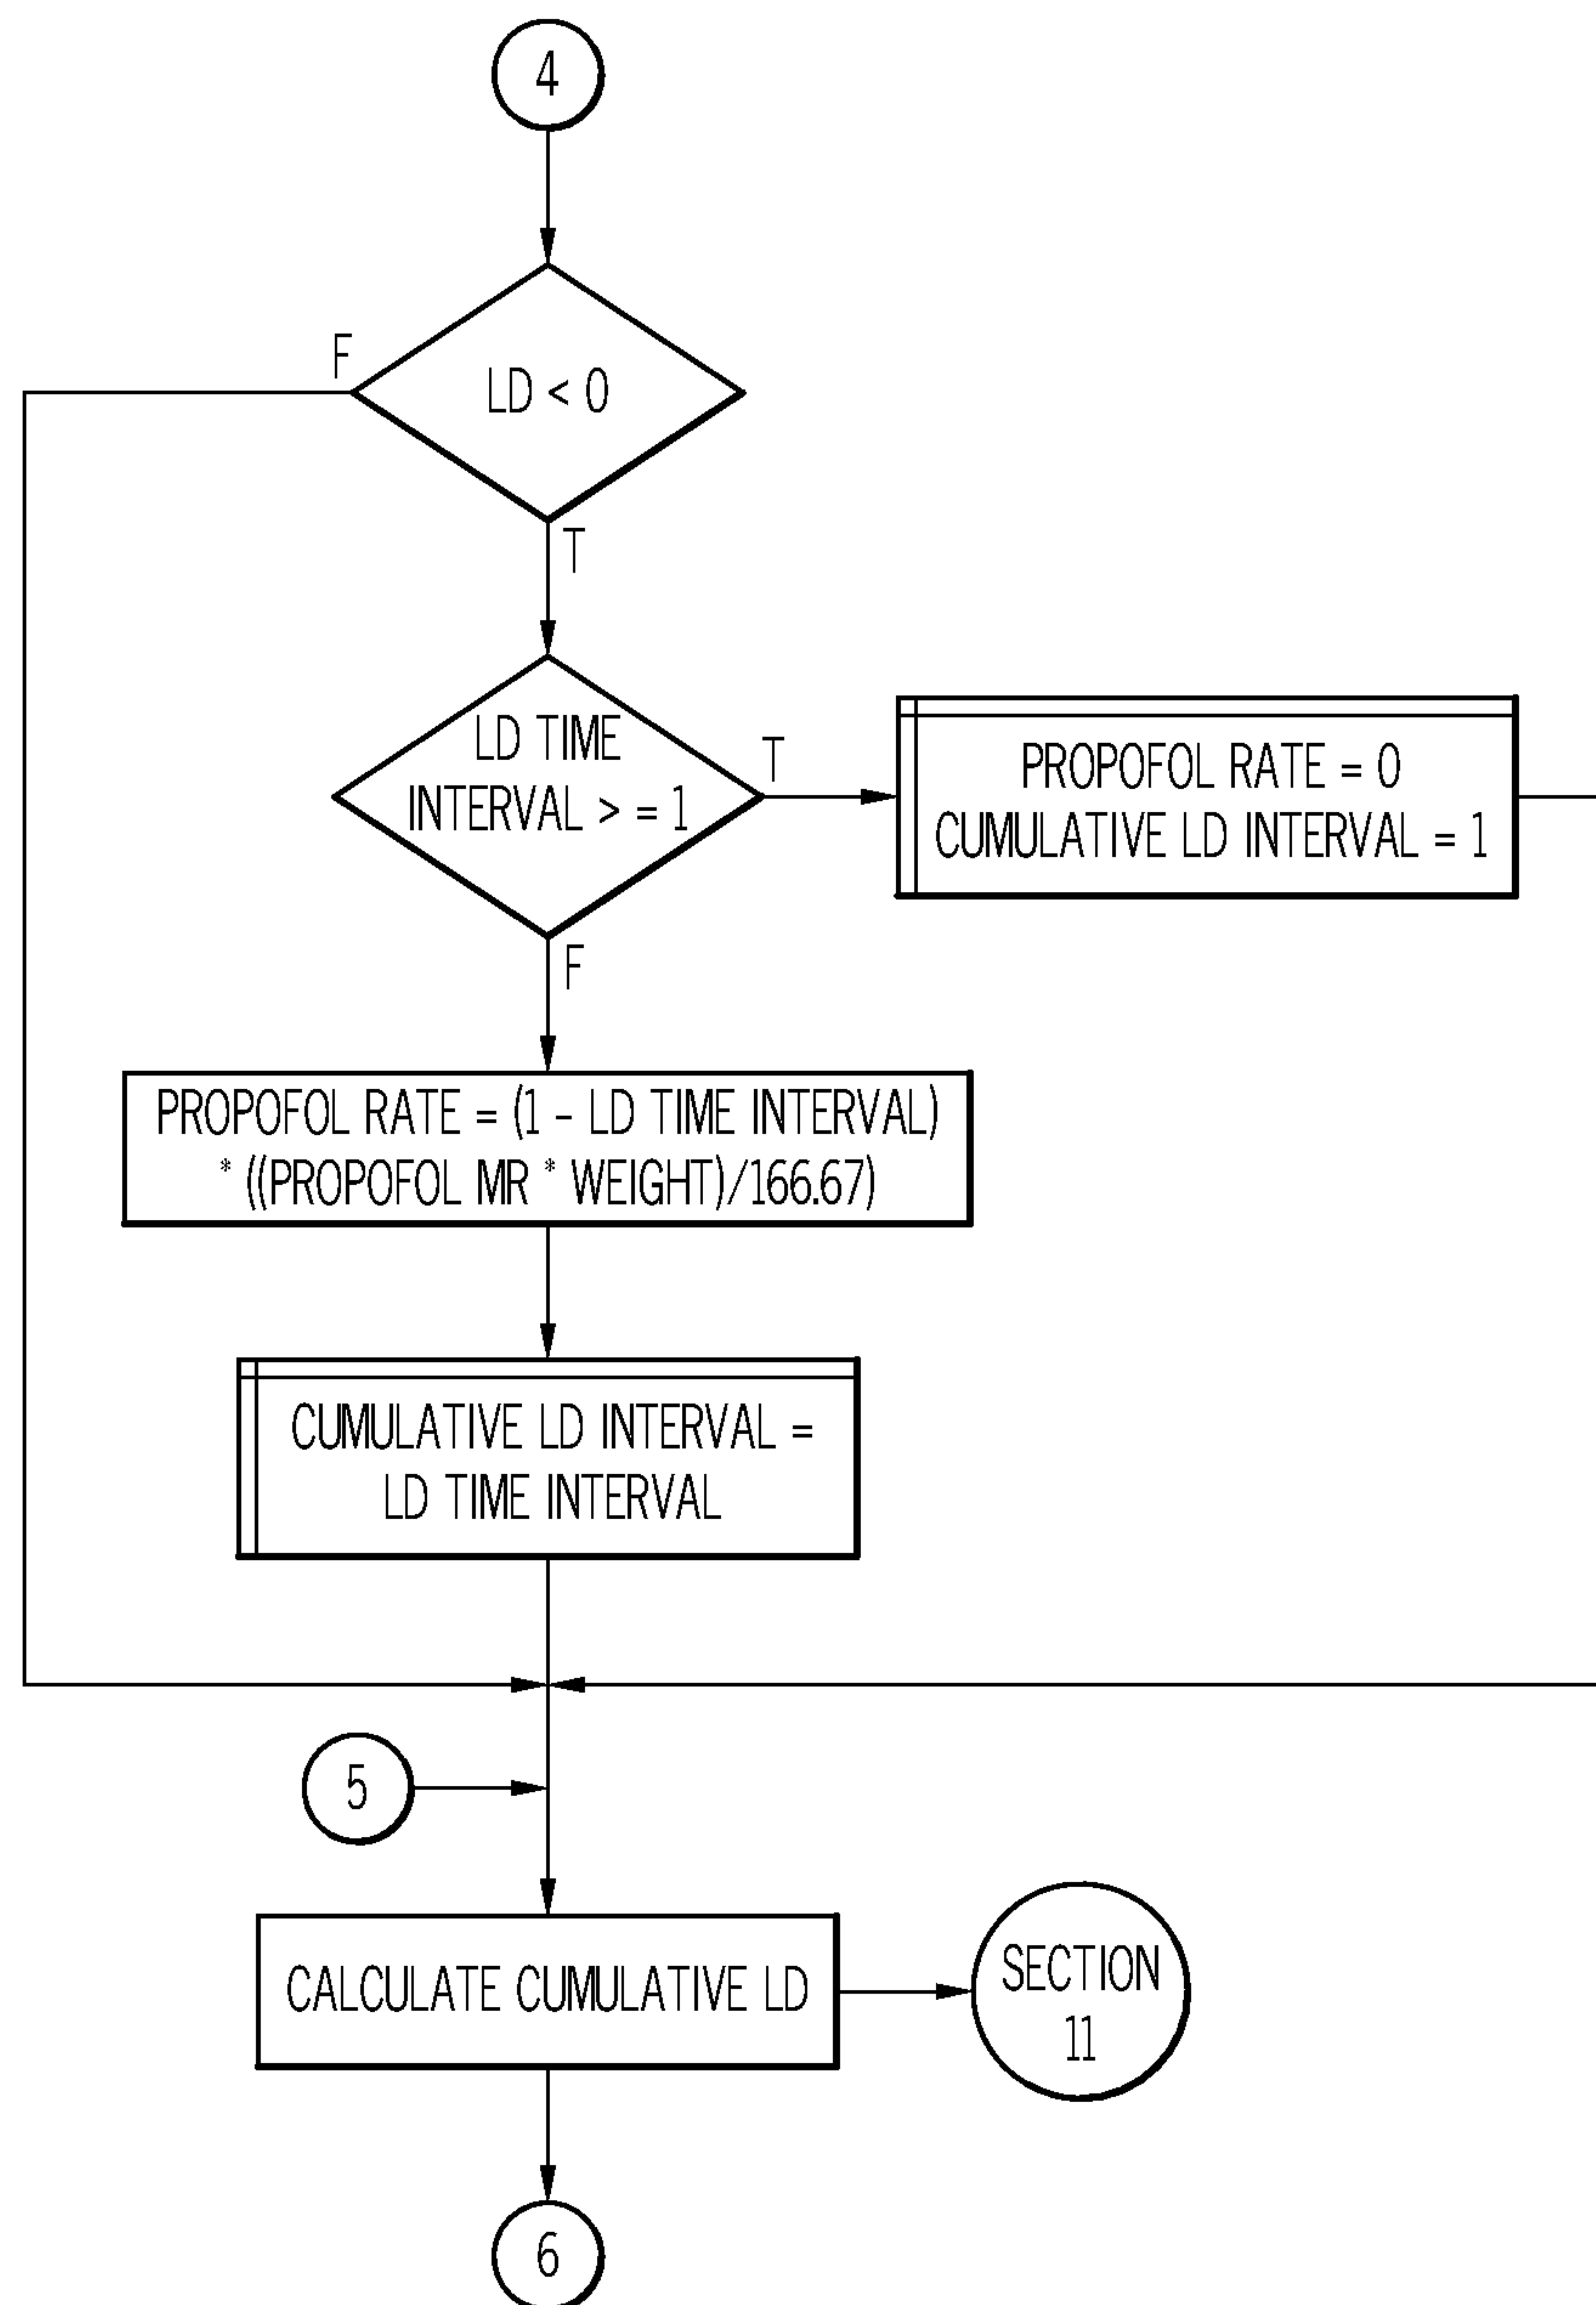 4
F
LD < 0
T
LD TIME
INTERVAL > = 1
T
PROPOFOL RATE = 0
CUMULATIVE LD INTERVAL = 1
F
PROPOFOL RATE = (1 - LD TIME INTERVAL)
* ((PROPOFOL MR * WEIGHT)/166.67)
CUMULATIVE LD INTERVAL =
LD TIME INTERVAL
5
CALCULATE CUMULATIVE LD
SECTION
11
6